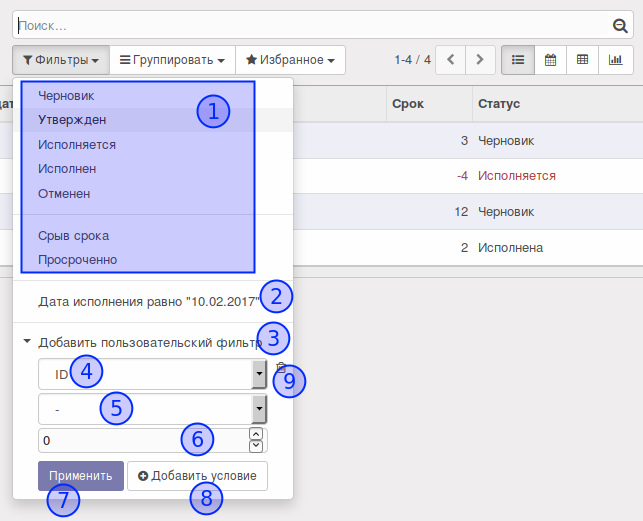 Поиск...
Фильтры Группировать Избранное 1-4 / 4
Срок Статус
Черновик
1
Утвержден
Исполняется
Исполнен
Отменен
Срыв срока
Просроченно
3 Черновик
-4 Исполняется
12 Черновик
2 Исполнена
Дата исполнения равно "10.02.2017" 2
Добавить пользовательский фильтр 3
ID 4
9
- 5
0 6
Применить Добавить условие
7 8